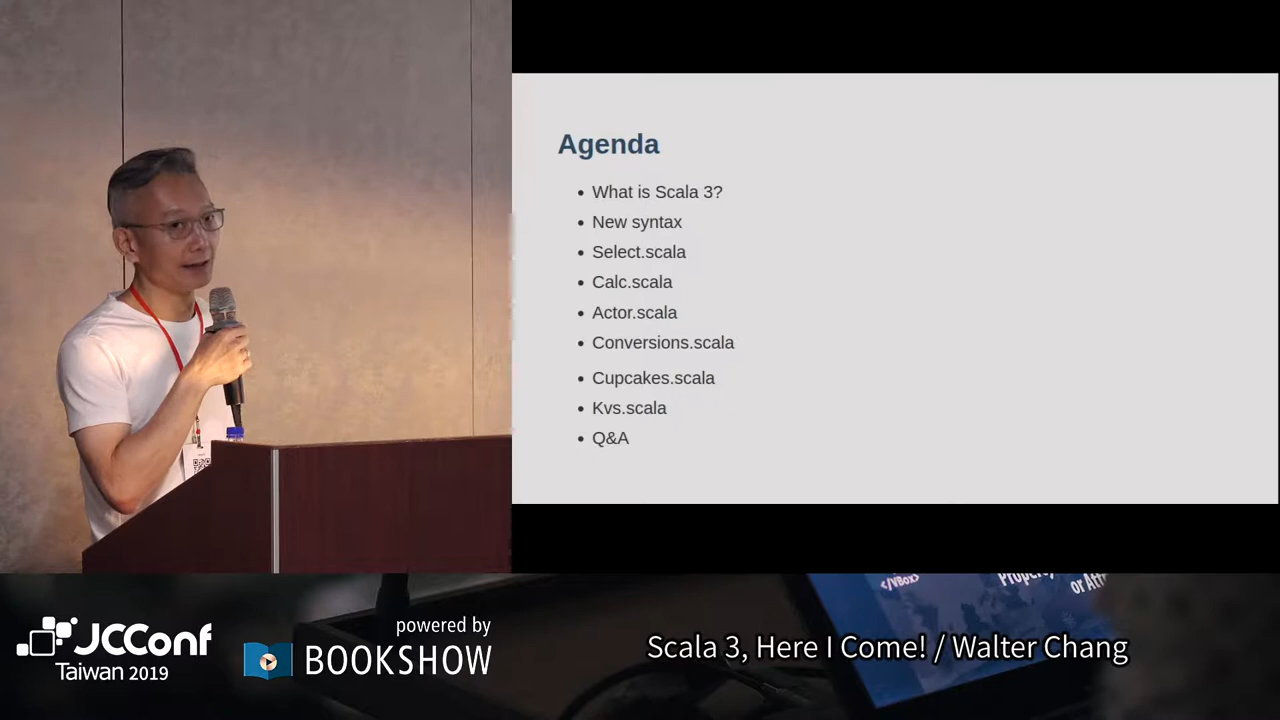 Agenda
• What is Scala 3?
• New syntax
• Select.scala
• Calc.scala
• Actor.scala
• Conversions.scala
• Cupcakes.scala
• Kvs.scala
• Q&A
</VBox>
JCConf
Taiwan 2019
powered by
BOOKSHOW
Scala 3, Here I Come! / Walter Chang